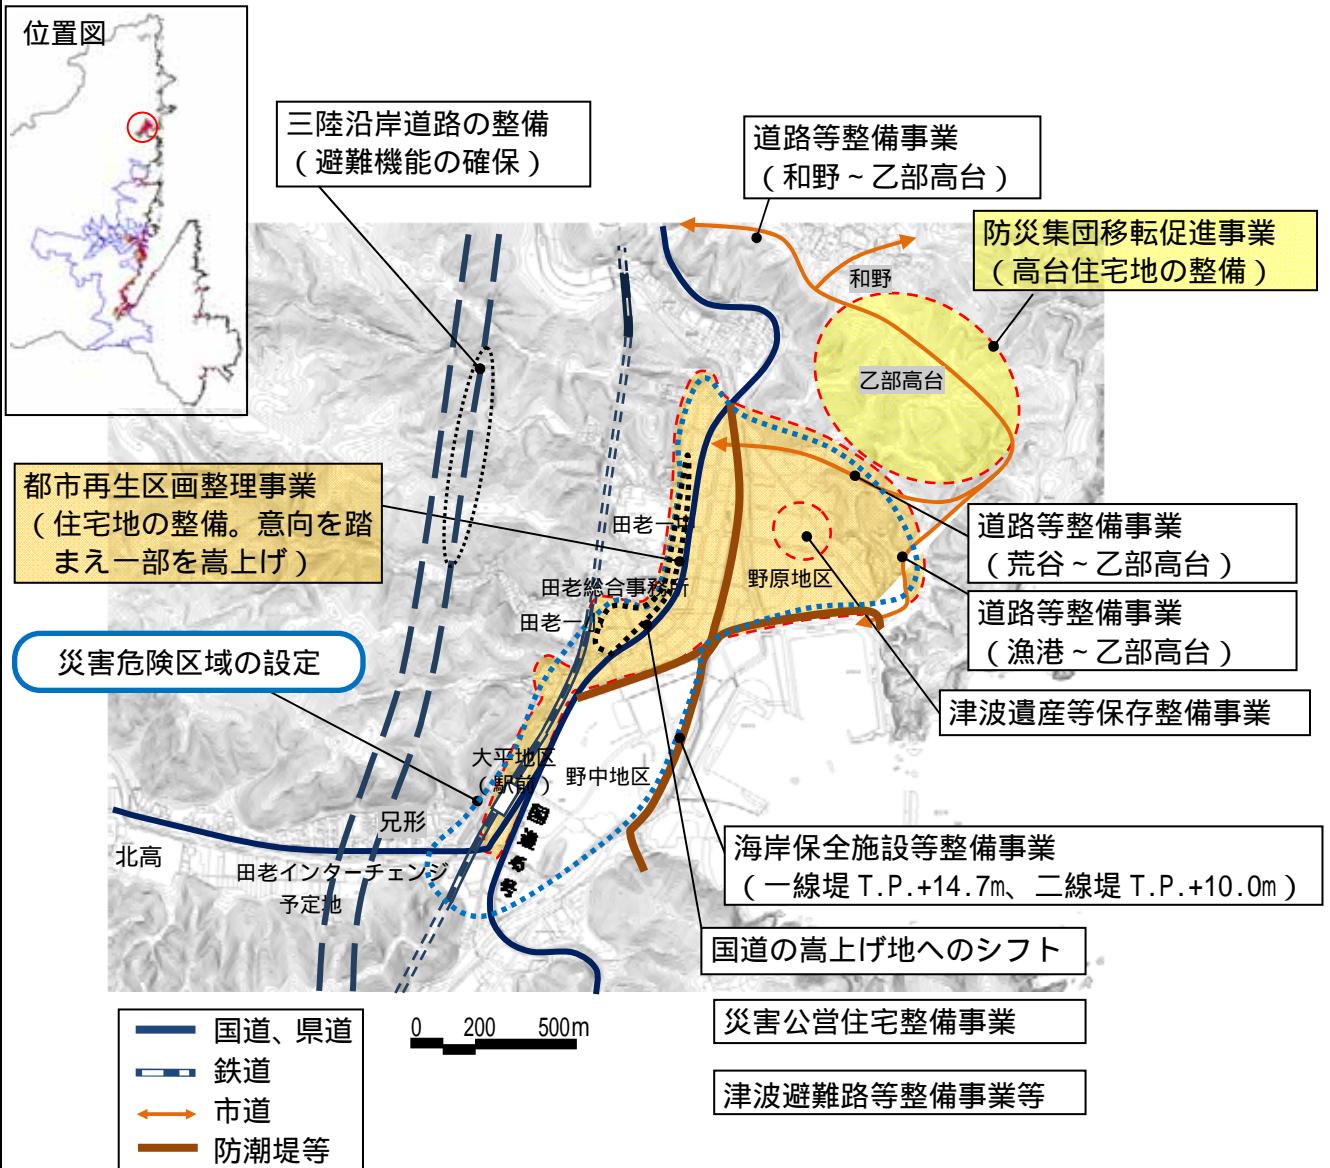 位置図
三陸沿岸道路の整備
（避難機能の確保）
道路等整備事業
（和野～乙部高台）
防災集団移転促進事業
（高台住宅地の整備）
和野
乙部高台
都市再生区画整理事業
（住宅地の整備。意向を踏
まえ一部を嵩上げ）
田老一中
田老総合事務所
田老一小
野原地区
道路等整備事業
（荒谷～乙部高台）
道路等整備事業
（漁港～乙部高台）
災害危険区域の設定
津波遺産等保存整備事業
大平地区
（駅前）
野中地区
国道45号
兄形
北高
田老インターチェンジ
予定地
海岸保全施設等整備事業
（一線堤 T.P.+14.7m、二線堤 T.P.+10.0m）
国道の嵩上げ地へのシフト
災害公営住宅整備事業
津波避難路等整備事業等
国道、県道
鉄道
市道
防潮堤等
0 200 500m